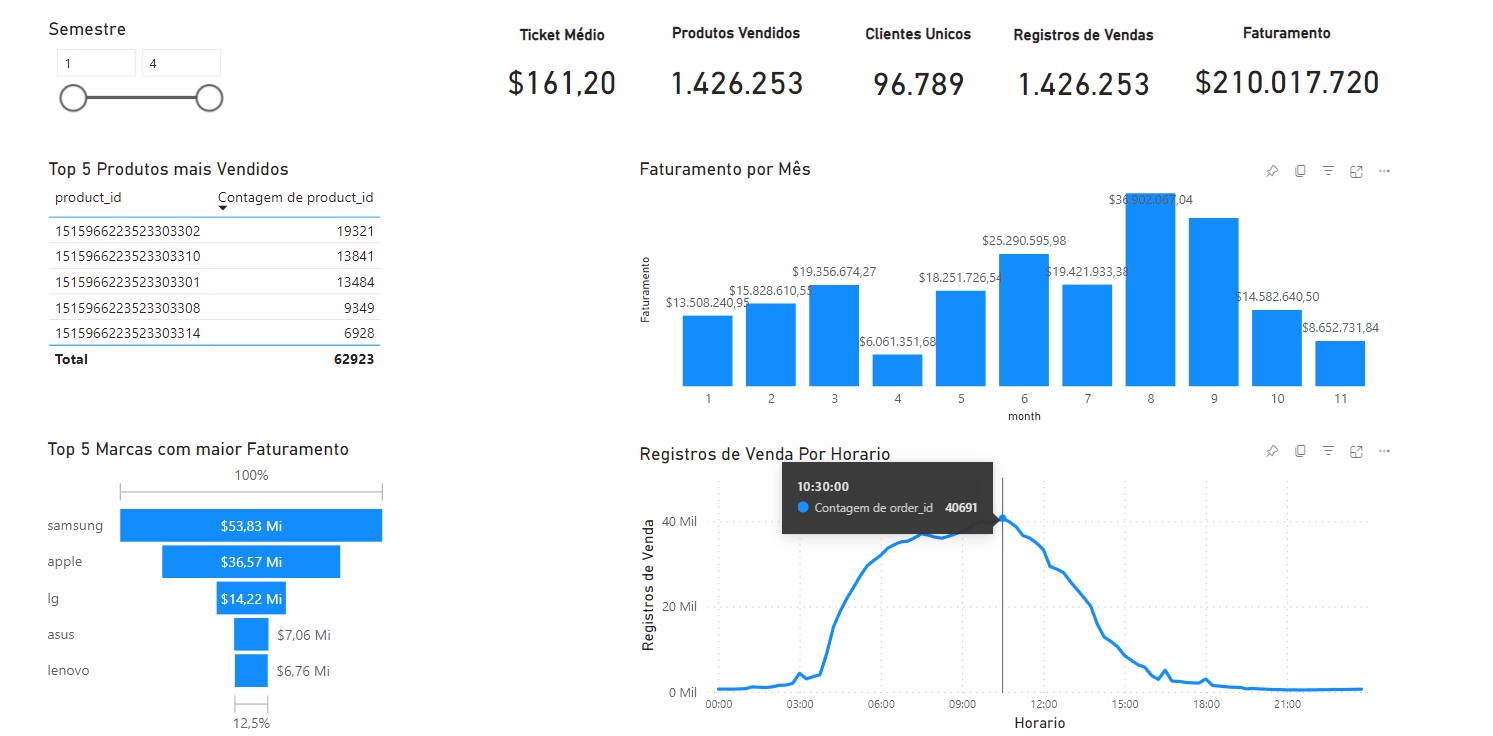 Semestre
1 4
Ticket Médio
$161,20
Produtos Vendidos
1.426.253
Clientes Unicos
96.789
Registros de Vendas
1.426.253
Faturamento
$210.017.720
Top 5 Produtos mais Vendidos
product_id Contagem de product_id
1515966223523303302 19321
1515966223523303310 13841
1515966223523303301 13484
1515966223523303308 9349
1515966223523303314 6928
Total 62923
Faturamento por Mês
Faturamento
$13.508.240,95
$15.828.610,55
$19.356.674,27
$6.061.351,68
$18.251.726,54
$25.290.595,98
$19.421.933,38
$36.902.067,04
$14.582.640,50
$8.652.731,84
1 2 3 4 5 6 7 8 9 10 11
month
Top 5 Marcas com maior Faturamento
100%
samsung $53,83 Mi
apple $36,57 Mi
lg $14,22 Mi
asus $7,06 Mi
lenovo $6,76 Mi
12,5%
Registros de Venda Por Horario
10:30:00
Contagem de order_id 40691
Registros de Venda
40 Mil
20 Mil
0 Mil
00:00 03:00 06:00 09:00 12:00 15:00 18:00 21:00
Horario